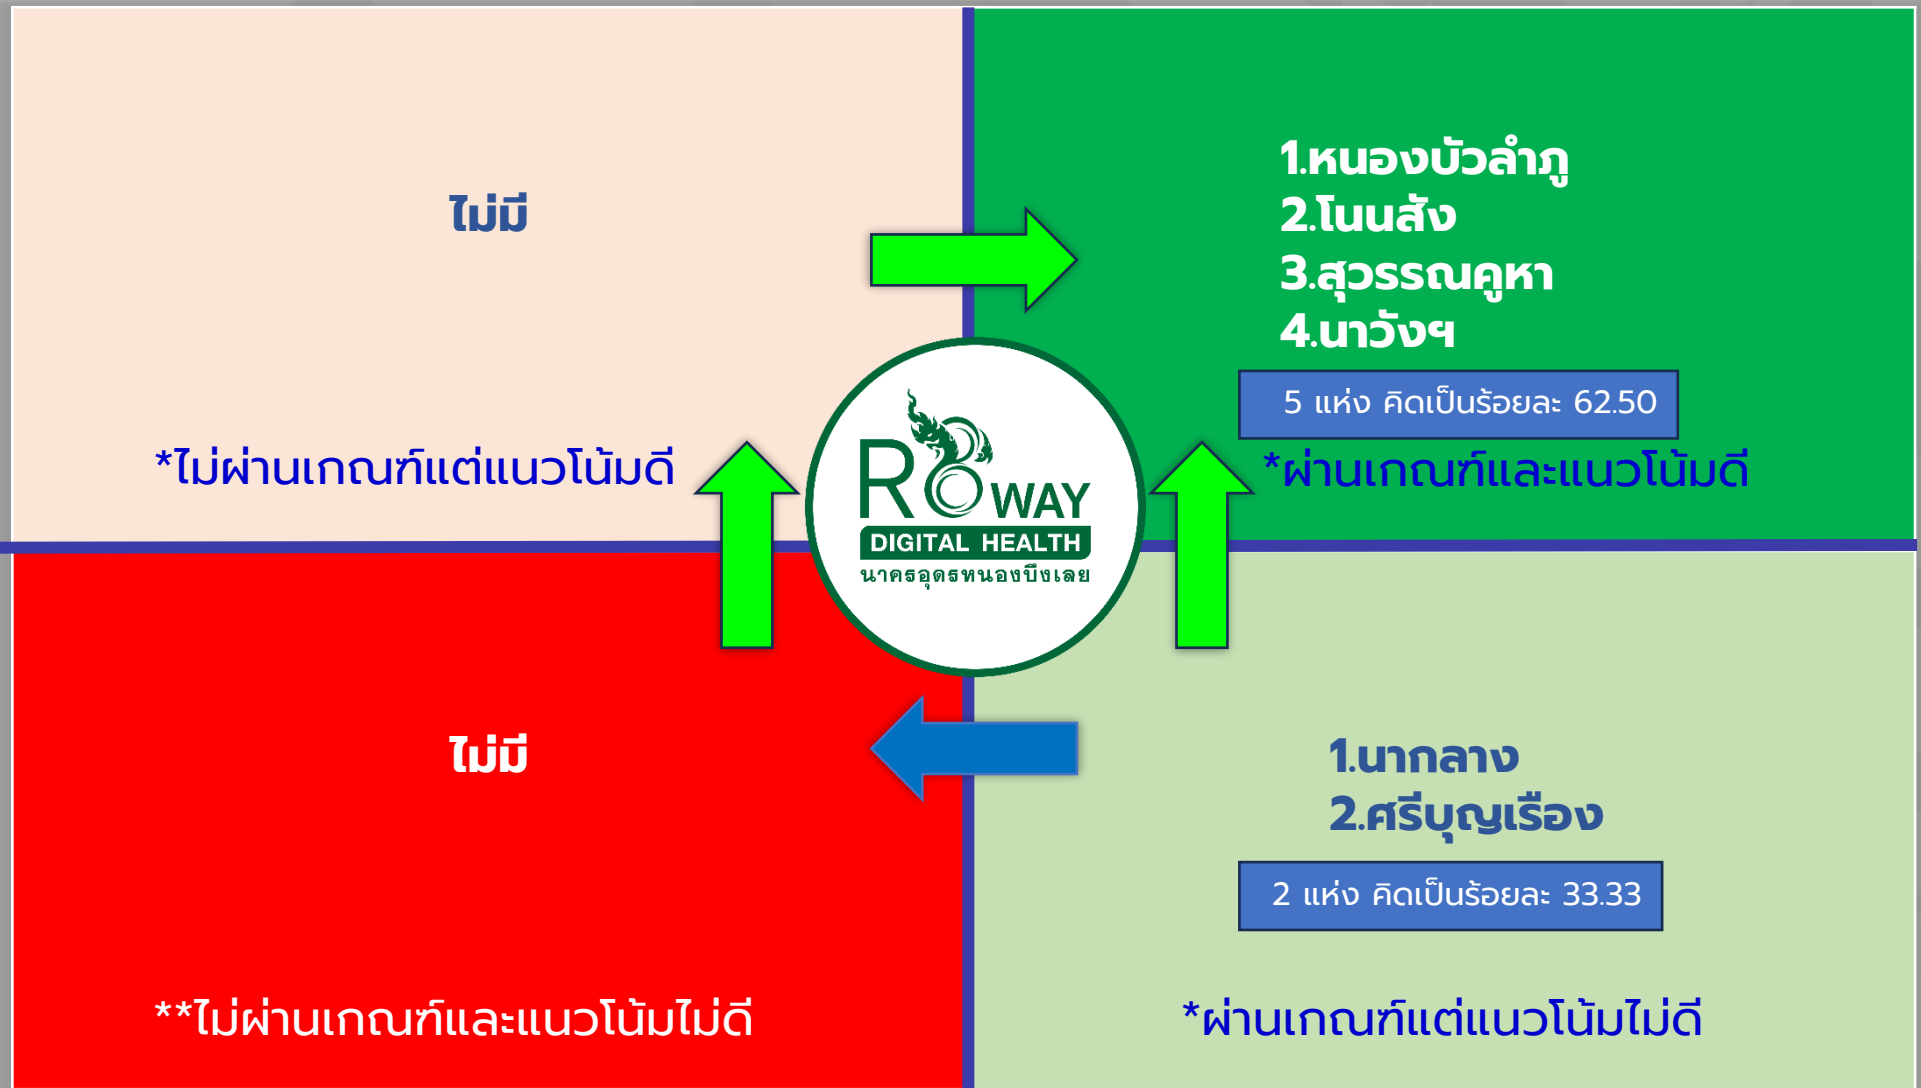 ไม่มี
*ไม่ผ่านเกณฑ์แต่แนวโน้มดี
1.หนองบัวลำภู
2.โนนสัง
3.สุวรรณคูหา
4.นาวังฯ
5 แห่ง คิดเป็นร้อยละ 62.50
*ผ่านเกณฑ์และแนวโน้มดี
R8 WAY
DIGITAL HEALTH
นาครอุดรหนองบึงเลย
ไม่มี
**ไม่ผ่านเกณฑ์และแนวโน้มไม่ดี
1.นากลาง
2.ศรีบุญเรือง
2 แห่ง คิดเป็นร้อยละ 33.33
*ผ่านเกณฑ์แต่แนวโน้มไม่ดี